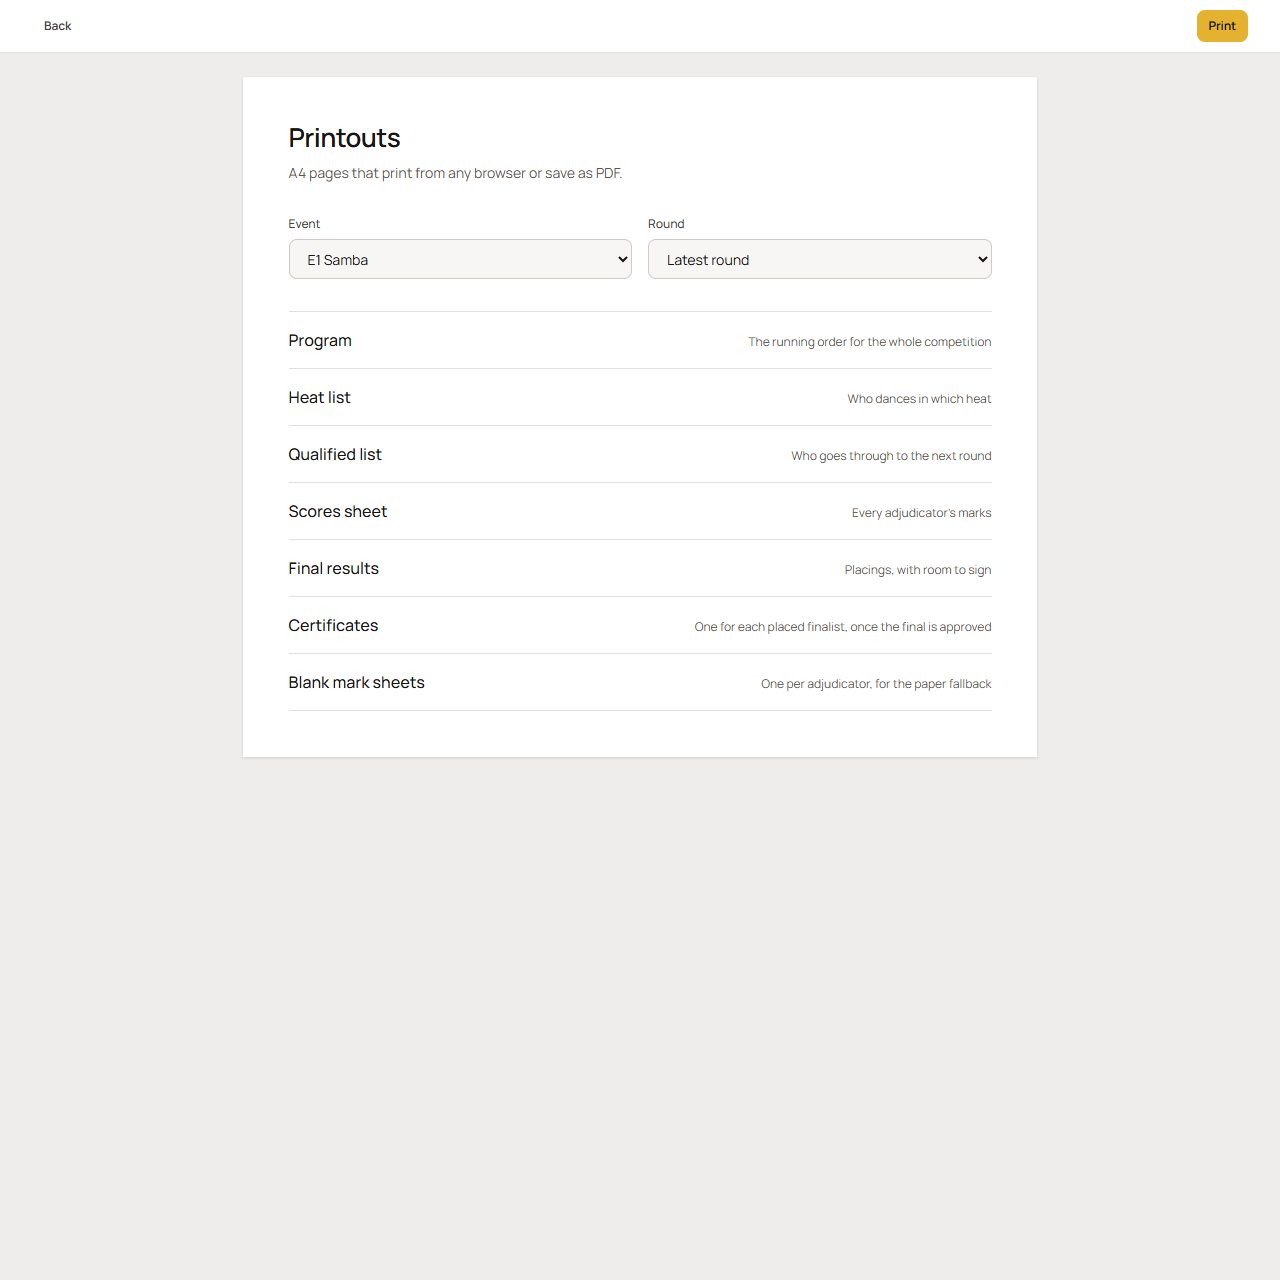 Back
Print
Printouts
A4 pages that print from any browser or save as PDF.
Event
Round
E1 Samba
Latest round
Program
The running order for the whole competition
Heat list
Who dances in which heat
Qualified list
Who goes through to the next round
Scores sheet
Every adjudicator's marks
Final results
Placings, with room to sign
Certificates
One for each placed finalist, once the final is approved
Blank mark sheets
One per adjudicator, for the paper fallback